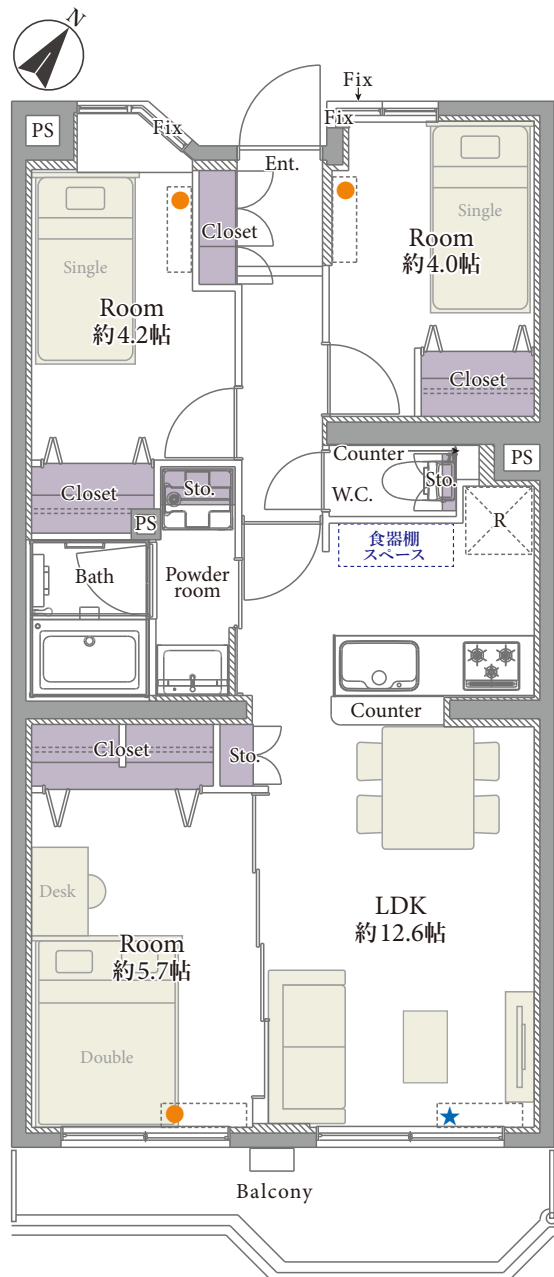 N
Fix
PS
Fix
Fix
Ent.
Single
Single
Closet
Room
約4.0帖
Room
約4.2帖
Closet
Counter
Closet
Sto.
W.C.
Sto.
PS
R
PS
食器棚
スペース
Bath
Powder
room
Counter
Closet
Sto.
Desk
LDK
約12.6帖
Room
約5.7帖
Double
Balcony